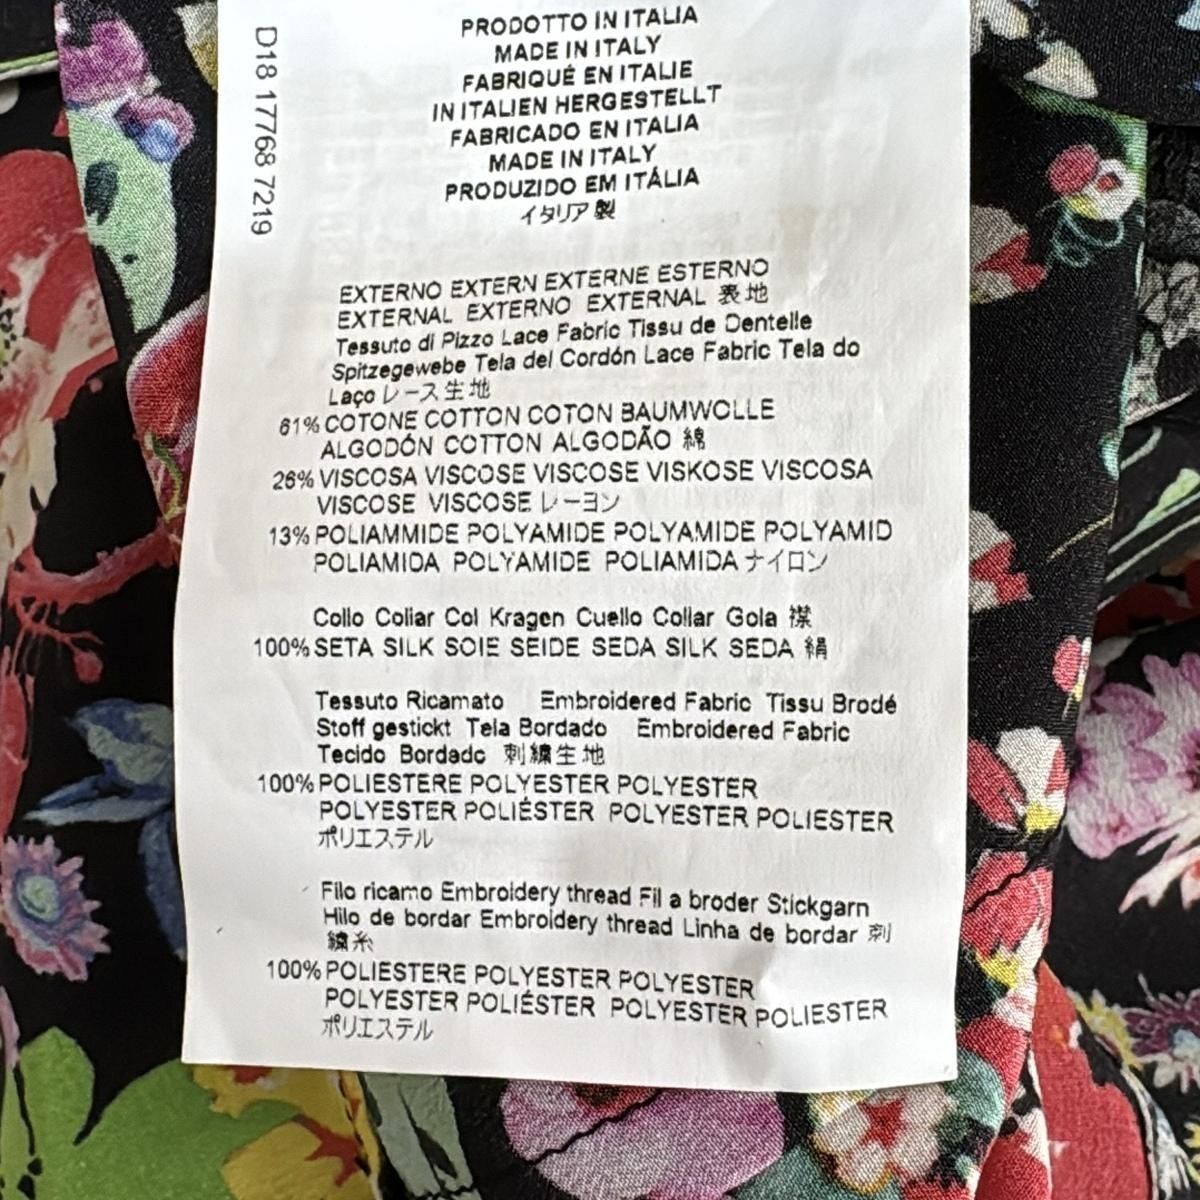 D18 17768 7219
PRODOTTO IN ITALIA
MADE IN ITALY
FABRIQUÉ EN ITALIE
IN ITALIEN HERGESTELLT
FABRICADO EN ITALIA
MADE IN ITALY
PRODUZIDO EM ITÁLIA
イタリア製
EXTERNO EXTERN EXTERNE ESTERNO
EXTERNAL EXTERNO EXTERNAL 表地
Tessuto di Pizzo Lace Fabric Tissu de Dentelle
Spitzegewebe Tela del Cordón Lace Fabric Tela do
Laço レース生地
61% COTONE COTTON COTON BAUMWOLLE
ALGODÓN COTTON ALGODÃO 綿
26% VISCOSA VISCOSE VISCOSE VISKOSE VISCOSA
VISCOSE VISCOSE レーヨン
13% POLIAMMIDE POLYAMIDE POLYAMIDE POLYAMID
POLIAMIDA POLYAMIDE POLIAMIDA ナイロン
Collo Collar Col Kragen Cuello Collar Gola 襟
100% SETA SILK SOIE SEIDE SEDA SILK SEDA 絹
Tessuto Ricamato Embroidered Fabric Tissu Brodé
Stoff gestickt Tela Bordado Embroidered Fabric
Tecido Bordado 刺繍生地
100% POLIESTERE POLYESTER POLYESTER
POLYESTER POLIÉSTER POLYESTER POLIESTER
ポリエステル
Filo ricamo Embroidery thread Fil a broder Stickgarn
Hilo de bordar Embroidery thread Linha de bordar 刺
繍糸
100% POLIESTERE POLYESTER POLYESTER
POLYESTER POLIÉSTER POLYESTER POLIESTER
ポリエステル